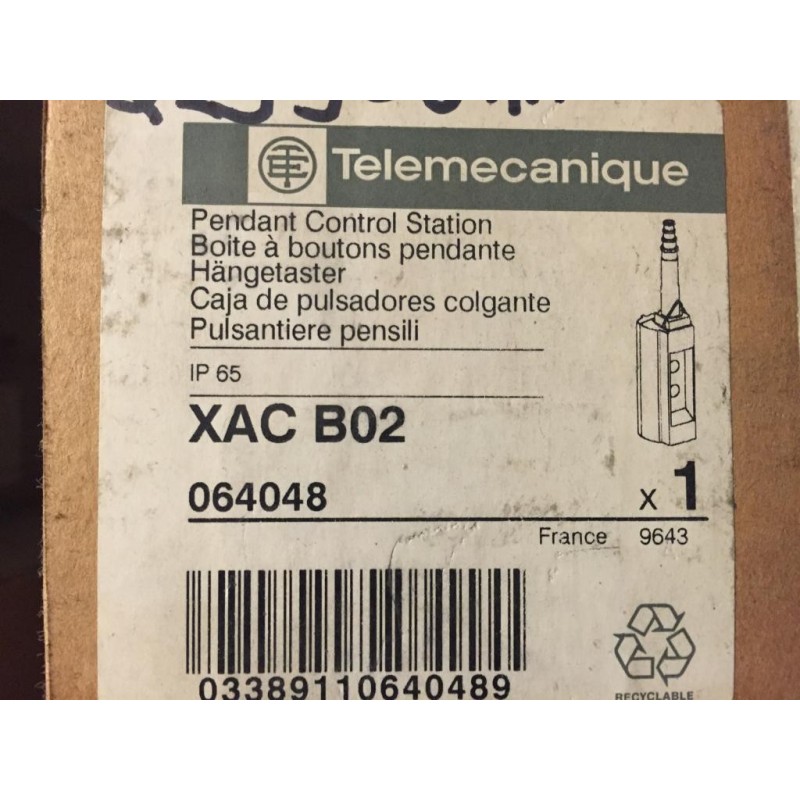 Telemecanique
Pendant Control Station
Boite à boutons pendante
Hängetaster
Caja de pulsadores colgante
Pulsantiere pensili
IP 65
XAC B02
064048 x 1
France 9643
03389110640489
RECYCLABLE